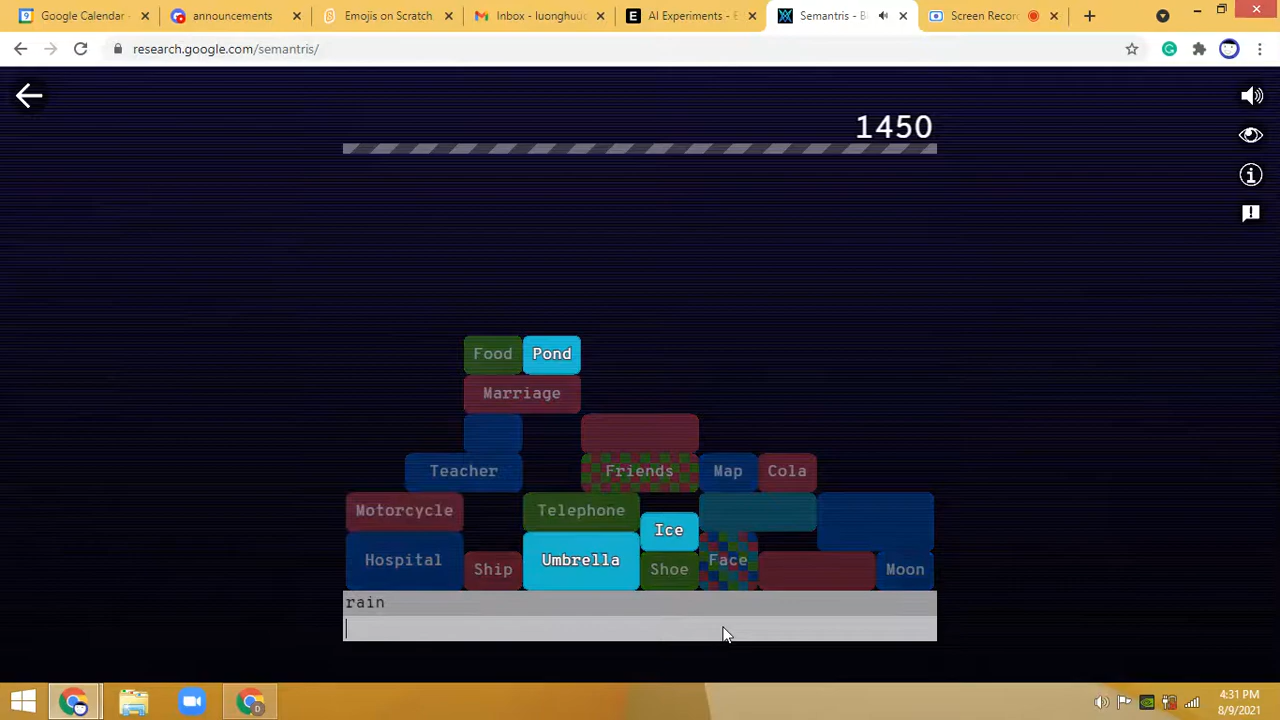 Google Calendar -
announcements
Emojis on Scratch
Inbox - luonghuuc
AI Experiments - E
Semantris - B
Screen Recor
research.google.com/semantris/
1450
Food
Pond
Marriage
Teacher
Friends
Map
Cola
Motorcycle
Telephone
Ice
Hospital
Ship
Umbrella
Shoe
Face
Moon
rain
4:31 PM
8/9/2021